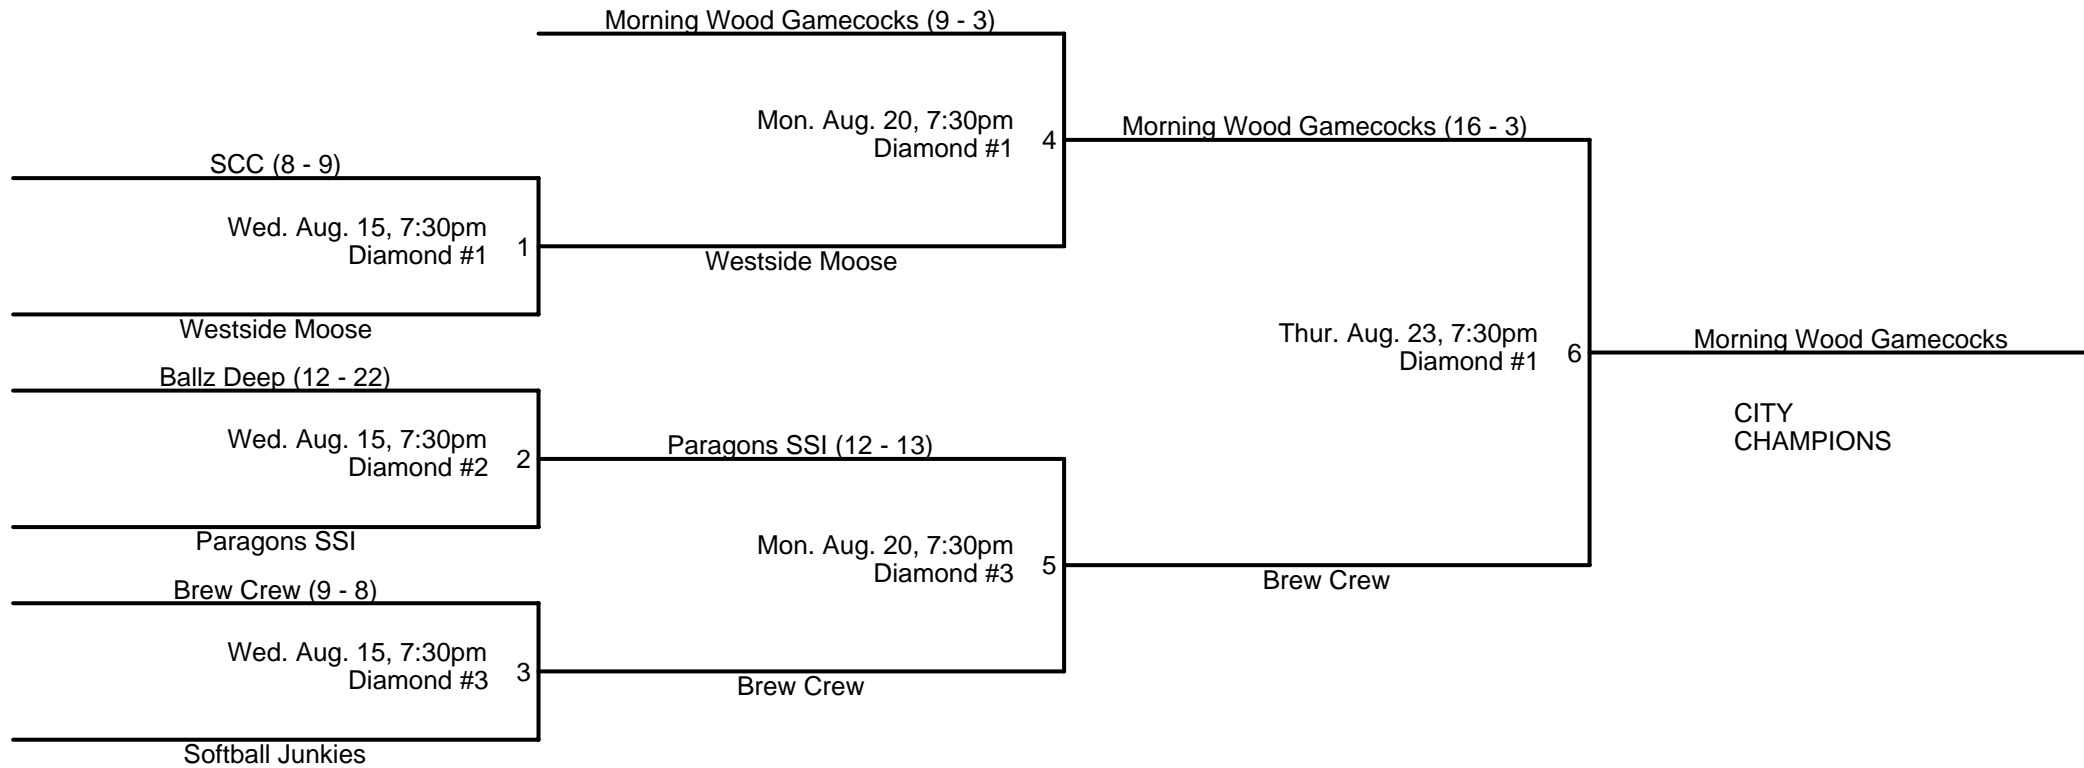 Morning Wood Gamecocks (9 - 3)
Mon. Aug. 20, 7:30pm
Diamond #1
4
Morning Wood Gamecocks (16 - 3)
SCC (8 - 9)
Wed. Aug. 15, 7:30pm
Diamond #1
1
Westside Moose
Westside Moose
Thur. Aug. 23, 7:30pm
Diamond #1
6
Morning Wood Gamecocks
CITY
CHAMPIONS
Ballz Deep (12 - 22)
Wed. Aug. 15, 7:30pm
Diamond #2
2
Paragons SSI (12 - 13)
Paragons SSI
Mon. Aug. 20, 7:30pm
Diamond #3
5
Brew Crew
Brew Crew (9 - 8)
Wed. Aug. 15, 7:30pm
Diamond #3
3
Brew Crew
Softball Junkies